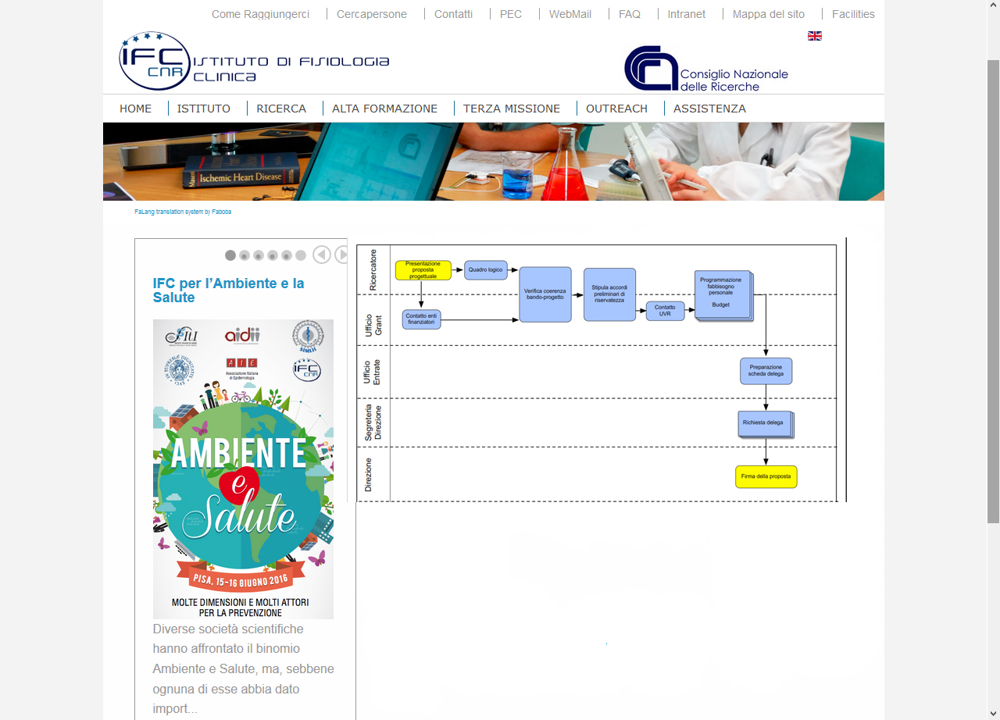 Come Raggiungerci
Cercapersone
Contatti
PEC
WebMail
FAQ
Intranet
Mappa del sito
Facilities
IFC
CNR
ISTITUTO DI FISIOLOGIA
CLINICA
Consiglio Nazionale
delle Ricerche
HOME
ISTITUTO
RICERCA
ALTA FORMAZIONE
TERZA MISSIONE
OUTREACH
ASSISTENZA
Ischemic Heart Disease
FaLang translation system by Faboba
IFC per l’Ambiente e la
Salute
aidii
SIMLII
AIE
Associazione Italiana
di Epidemiologia
IFC
CNR
AMBIENTE
e
Salute
PISA, 15-16 GIUGNO 2016
MOLTE DIMENSIONI E MOLTI ATTORI
PER LA PREVENZIONE
Diverse società scientifiche
hanno affrontato il binomio
Ambiente e Salute, ma, sebbene
ognuna di esse abbia dato
import...
Ricercatore
Presentazione
proposta
progettuale
Quadro logico
Verifica coerenza
bando-progetto
Stipula accordi
preliminari di
riservatezza
Programmazione
fabbisogno
personale
Budget
Ufficio
Grant
Contatto enti
finanziatori
Contatto
UVR
Ufficio
Entrate
Preparazione
scheda delega
Segreteria
Direzione
Richiesta delega
Direzione
Firma della proposta